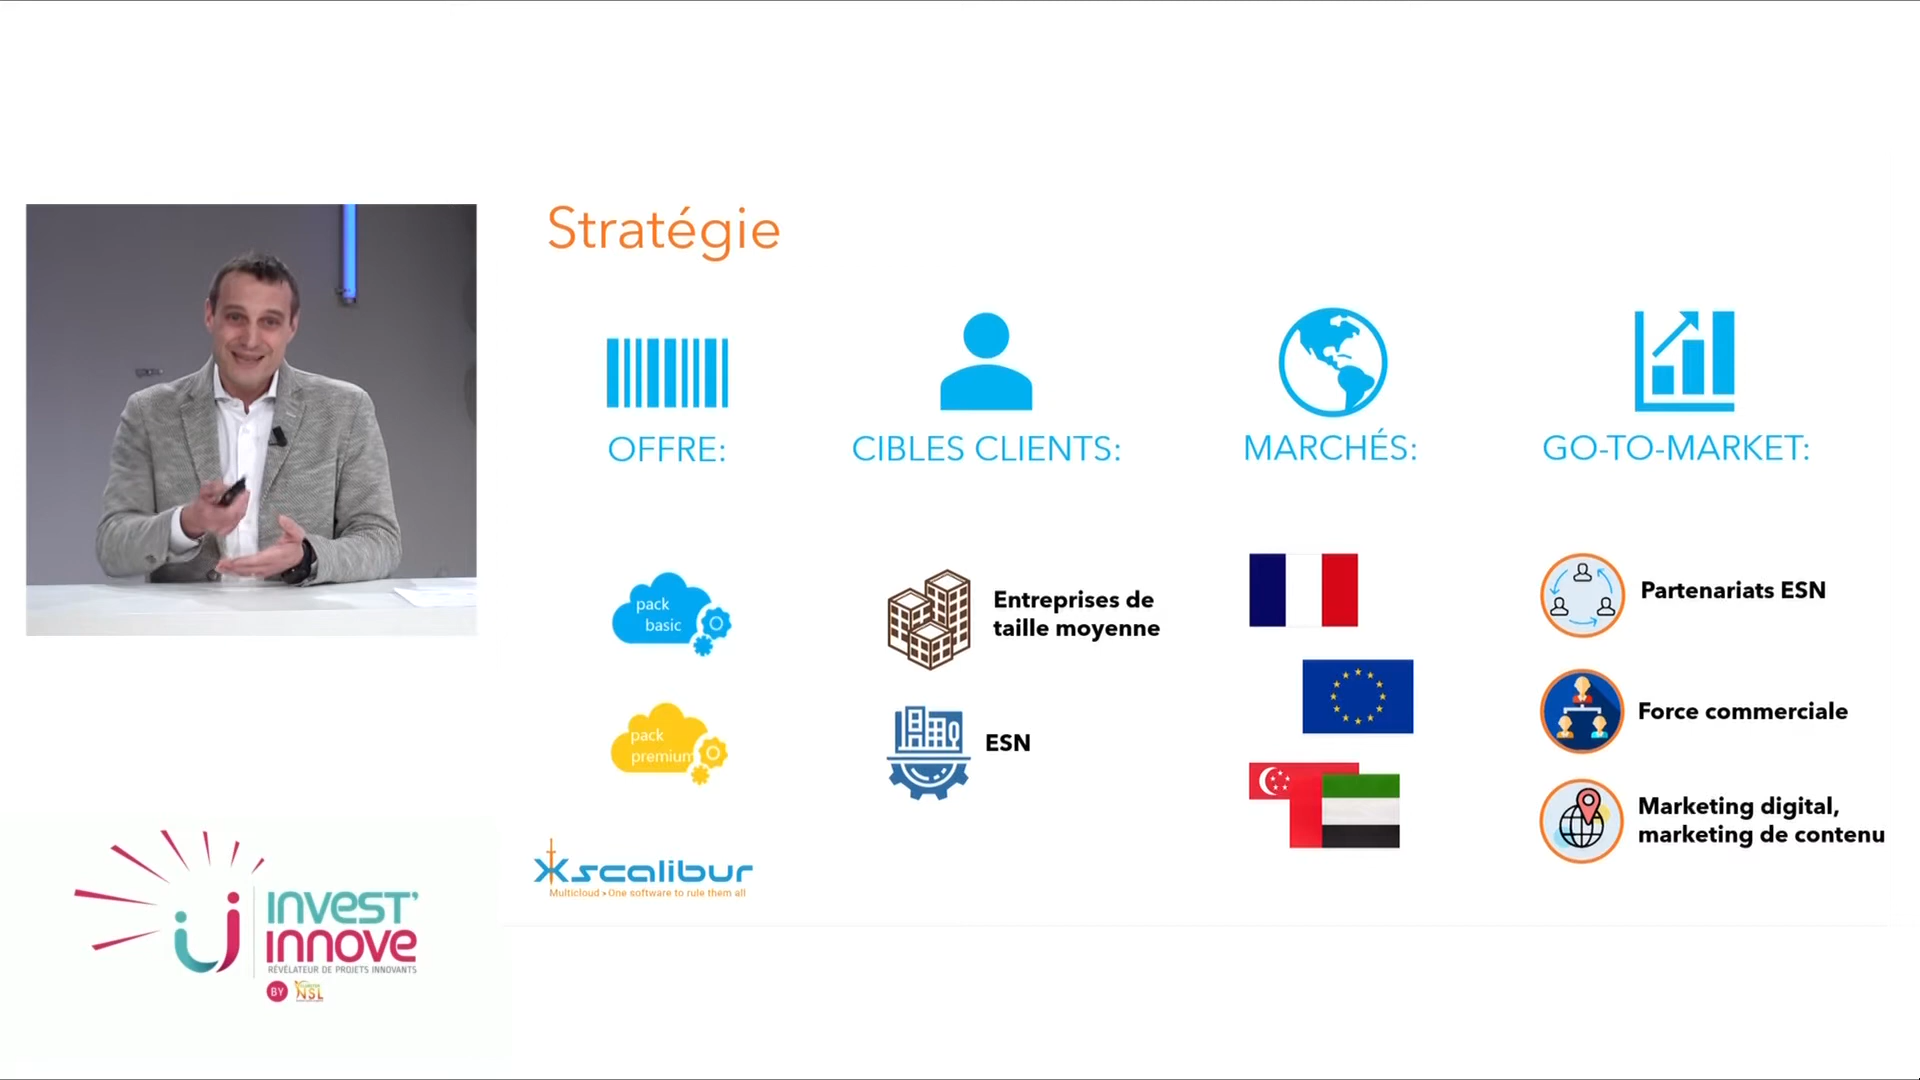 Stratégie
OFFRE:
CIBLES CLIENTS:
MARCHÉS:
GO-TO-MARKET:
pack
basic
pack
premium
Entreprises de
taille moyenne
ESN
Partenariats ESN
Force commerciale
Marketing digital,
marketing de contenu
Xscalibur
Multicloud > One software to rule them all
INVEST'
INNOVE
RÉVÉLATEUR DE PROJETS INNOVANTS
BY
NSL